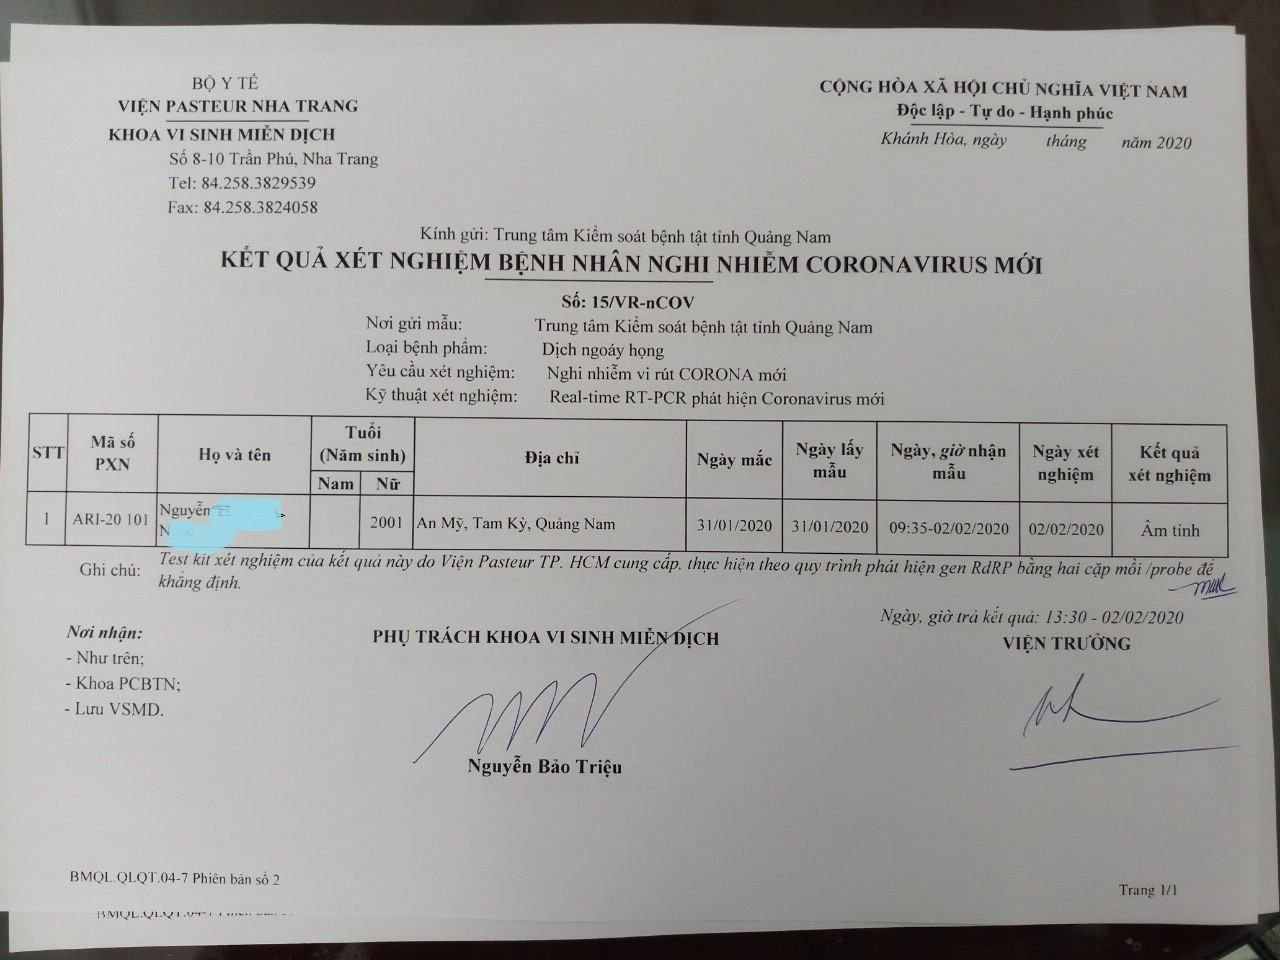 BỘ Y TẾ
VIỆN PASTEUR NHA TRANG
KHOA VI SINH MIỄN DỊCH
Số 8-10 Trần Phú, Nha Trang
Tel: 84.258.3829539
Fax: 84.258.3824058
CỘNG HÒA XÃ HỘI CHỦ NGHĨA VIỆT NAM
Độc lập - Tự do - Hạnh phúc
Khánh Hòa, ngày tháng năm 2020
Kính gửi: Trung tâm Kiểm soát bệnh tật tỉnh Quảng Nam
KẾT QUẢ XÉT NGHIỆM BỆNH NHÂN NGHI NHIỄM CORONAVIRUS MỚI
Số: 15/VR-nCOV
Nơi gửi mẫu: Trung tâm Kiểm soát bệnh tật tỉnh Quảng Nam
Loại bệnh phẩm: Dịch ngoáy họng
Yêu cầu xét nghiệm: Nghi nhiễm vi rút CORONA mới
Kỹ thuật xét nghiệm: Real-time RT-PCR phát hiện Coronavirus mới
STT Mã số PXN Họ và tên Tuổi (Năm sinh) Nam Nữ Địa chỉ Ngày mắc Ngày lấy mẫu Ngày, giờ nhận mẫu Ngày xét nghiệm Kết quả xét nghiệm
1 ARI-20 101 Nguyễn 2001 An Mỹ, Tam Kỳ, Quảng Nam 31/01/2020 31/01/2020 09:35-02/02/2020 02/02/2020 Âm tính
Ghi chú: Test kit xét nghiệm của kết quả này do Viện Pasteur TP. HCM cung cấp, thực hiện theo quy trình phát hiện gen RdRP bằng hai cặp mồi /probe để
khẳng định.
Ngày, giờ trả kết quả: 13:30 - 02/02/2020
Nơi nhận:
- Như trên;
- Khoa PCBTN;
- Lưu VSMD.
PHỤ TRÁCH KHOA VI SINH MIỄN DỊCH
Nguyễn Bảo Triệu
VIỆN TRƯỞNG
BMQL.QLQT.04-7 Phiên bản số 2
Trang 1/1